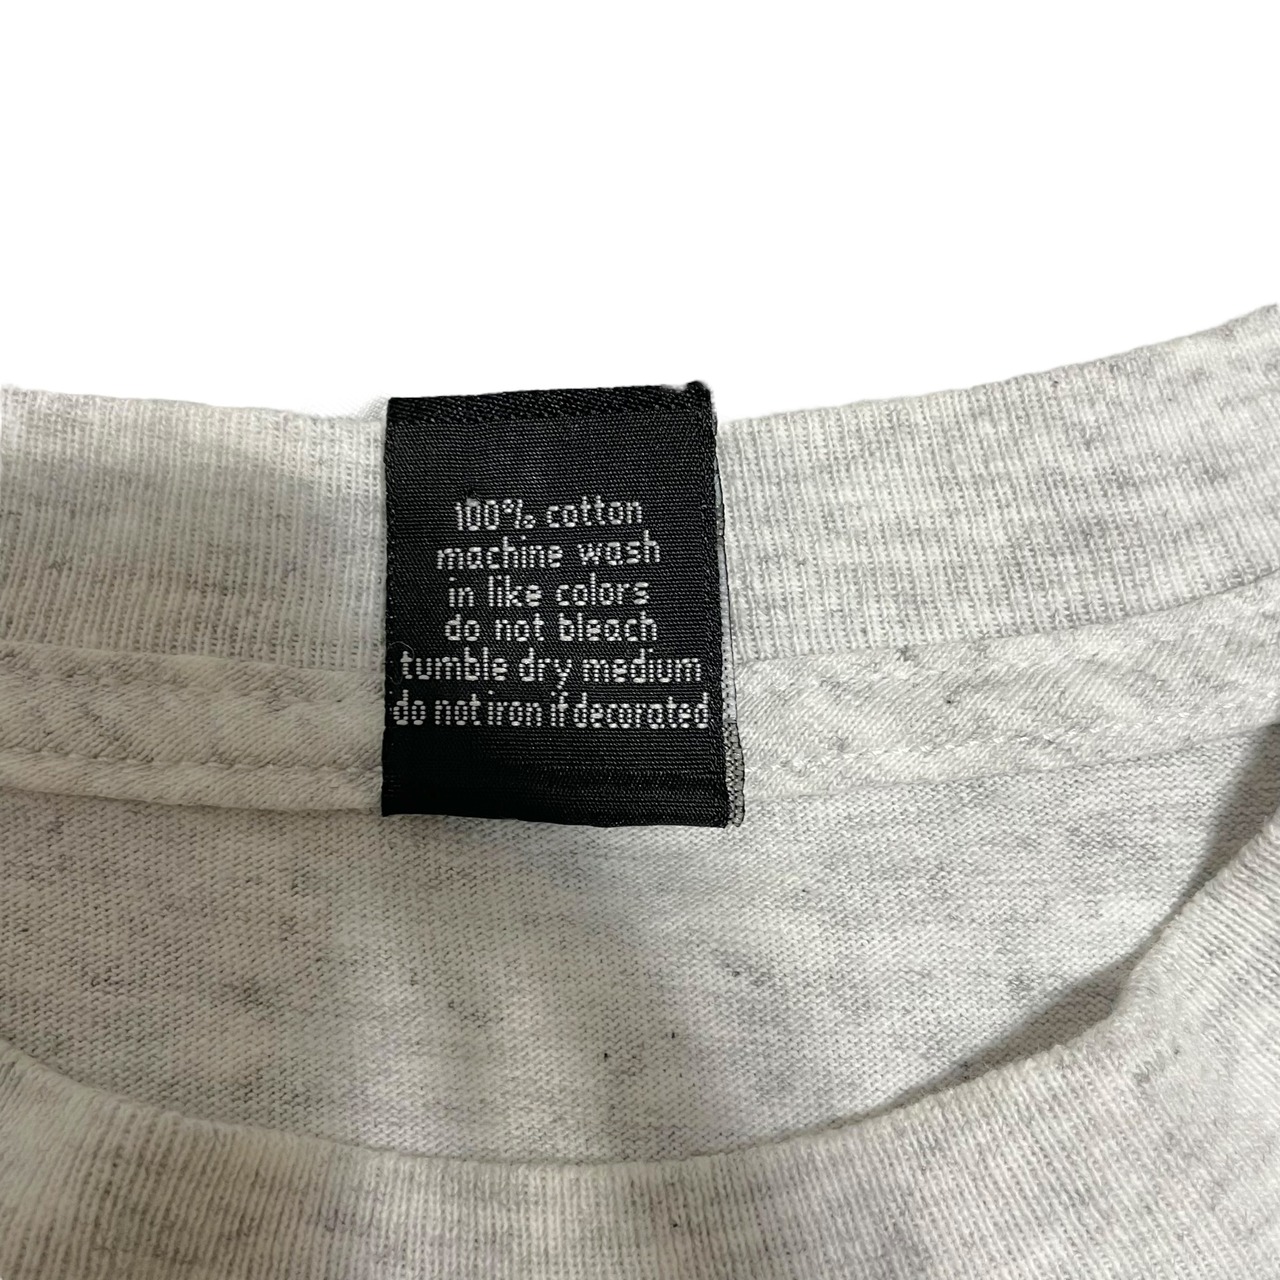 100% cotton
machine wash
in like colors
do not bleach
tumble dry medium
do not iron if decorated